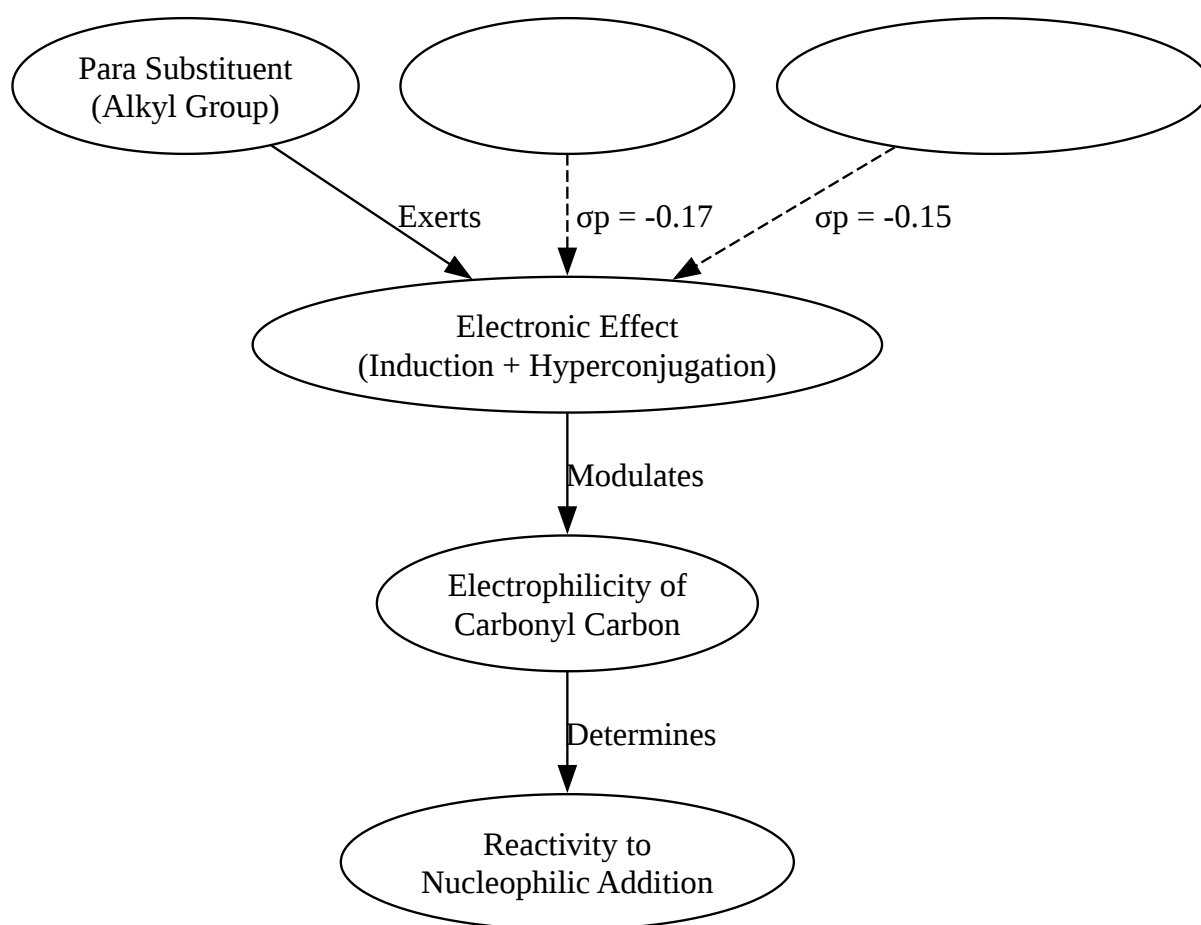 Para Substituent
(Alkyl Group)
Exerts
σp = -0.17
σp = -0.15
Electronic Effect
(Induction + Hyperconjugation)
Modulates
Electrophilicity of
Carbonyl Carbon
Determines
Reactivity to
Nucleophilic Addition